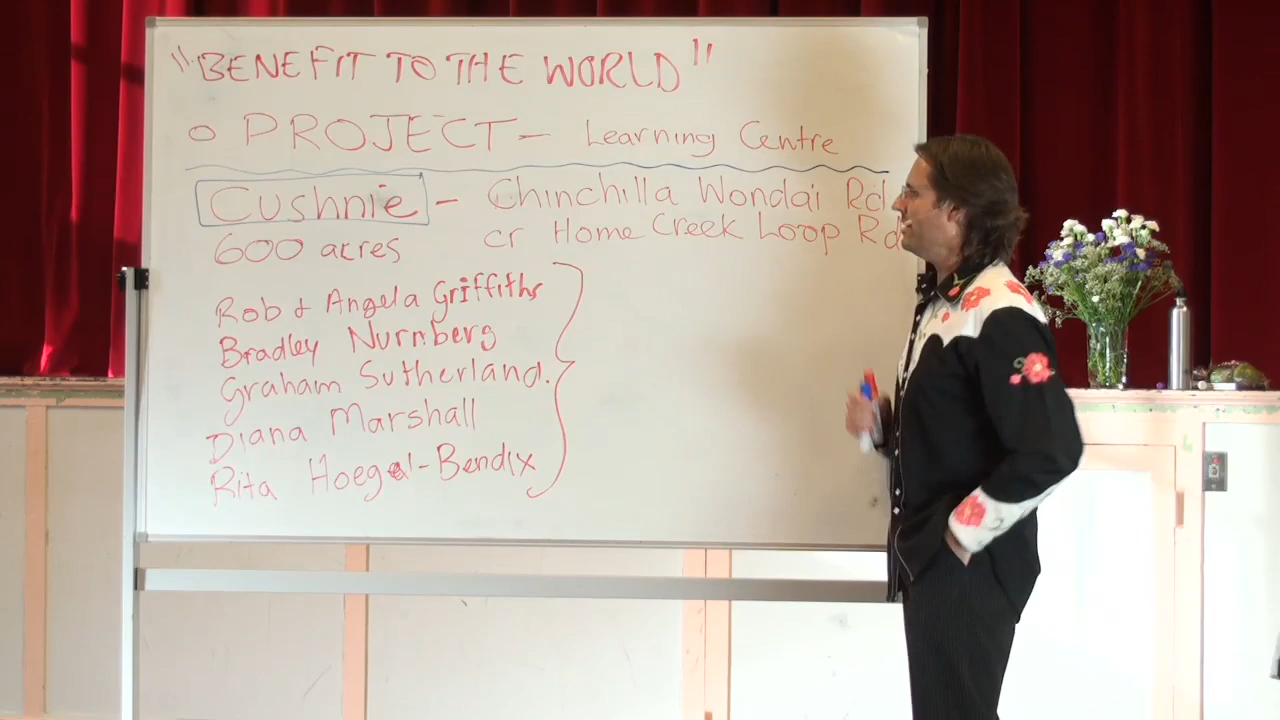 "BENEFIT TO THE WORLD"
o PROJECT - Learning Centre
Cushnie - Chinchilla Wondai Rd
600 acres cr Home Creek Loop Rd
Rob & Angela Griffiths
Bradley Nurnberg
Graham Sutherland.
Diana Marshall
Rita Hoegel-Bendix